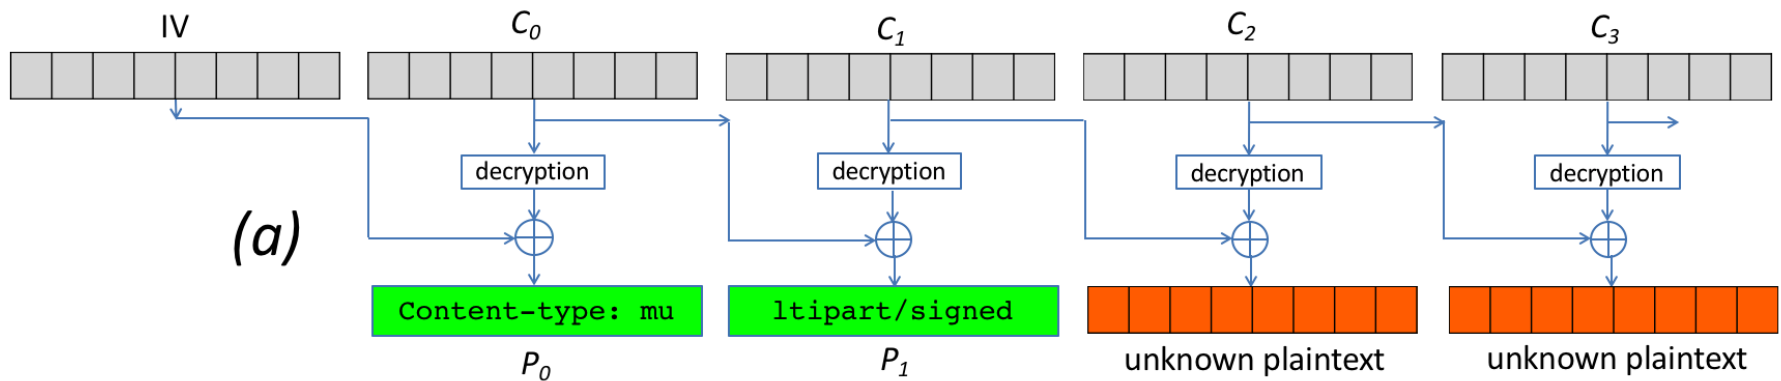 IV
C0
C1
C2
C3
decryption
decryption
decryption
decryption
(a)
Content-type: mu
ltipart/signed
P0
P1
unknown plaintext
unknown plaintext